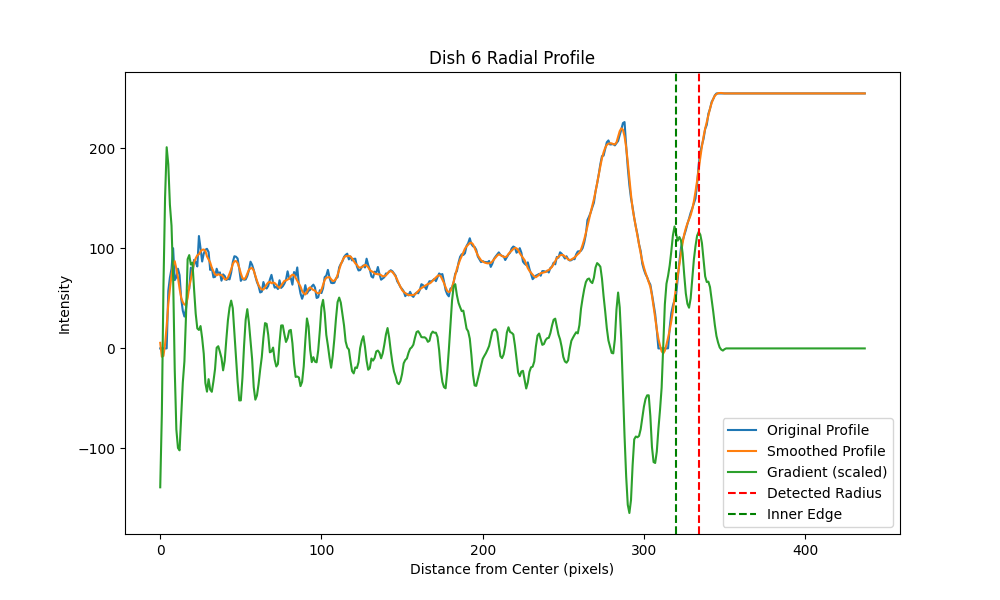 Dish 6 Radial Profile
Intensity
200
100
0
−100
0 100 200 300 400
Distance from Center (pixels)
Original Profile
Smoothed Profile
Gradient (scaled)
Detected Radius
Inner Edge